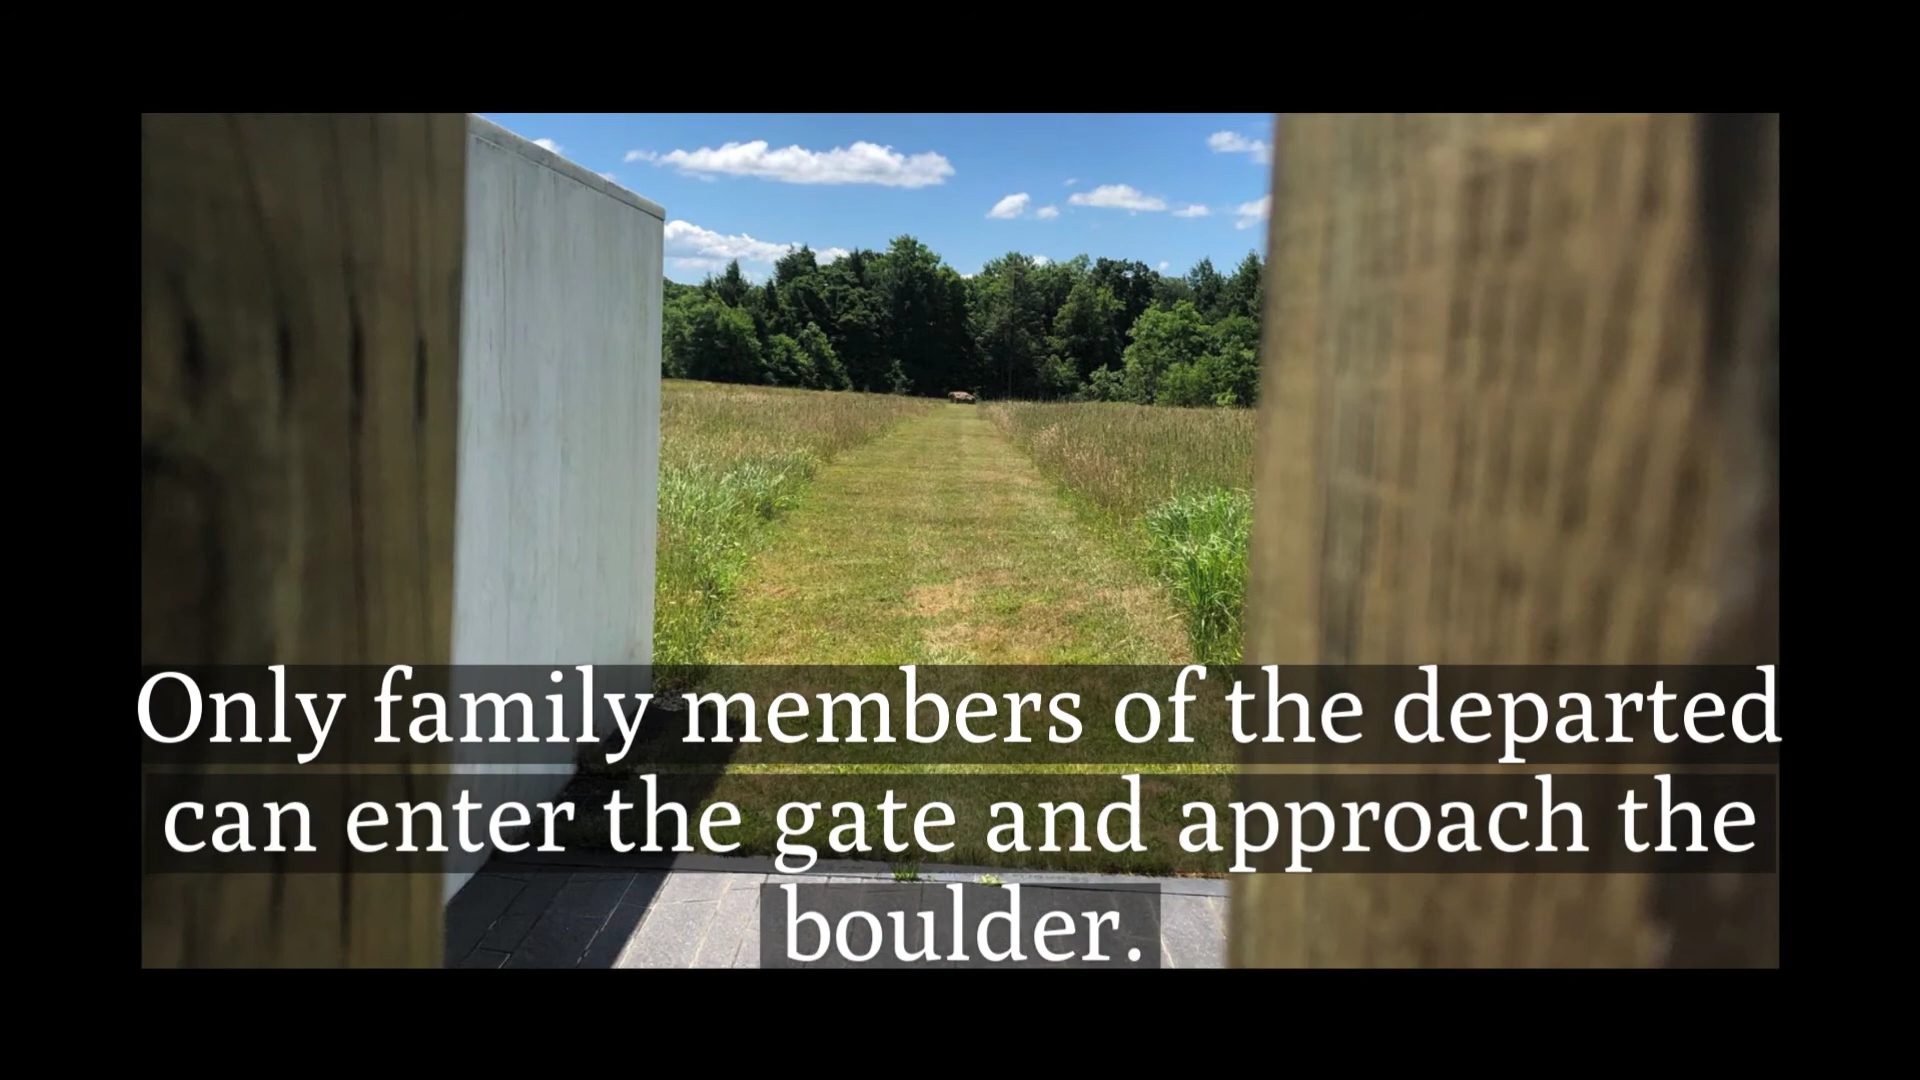 Only family members of the departed
can enter the gate and approach the
boulder.